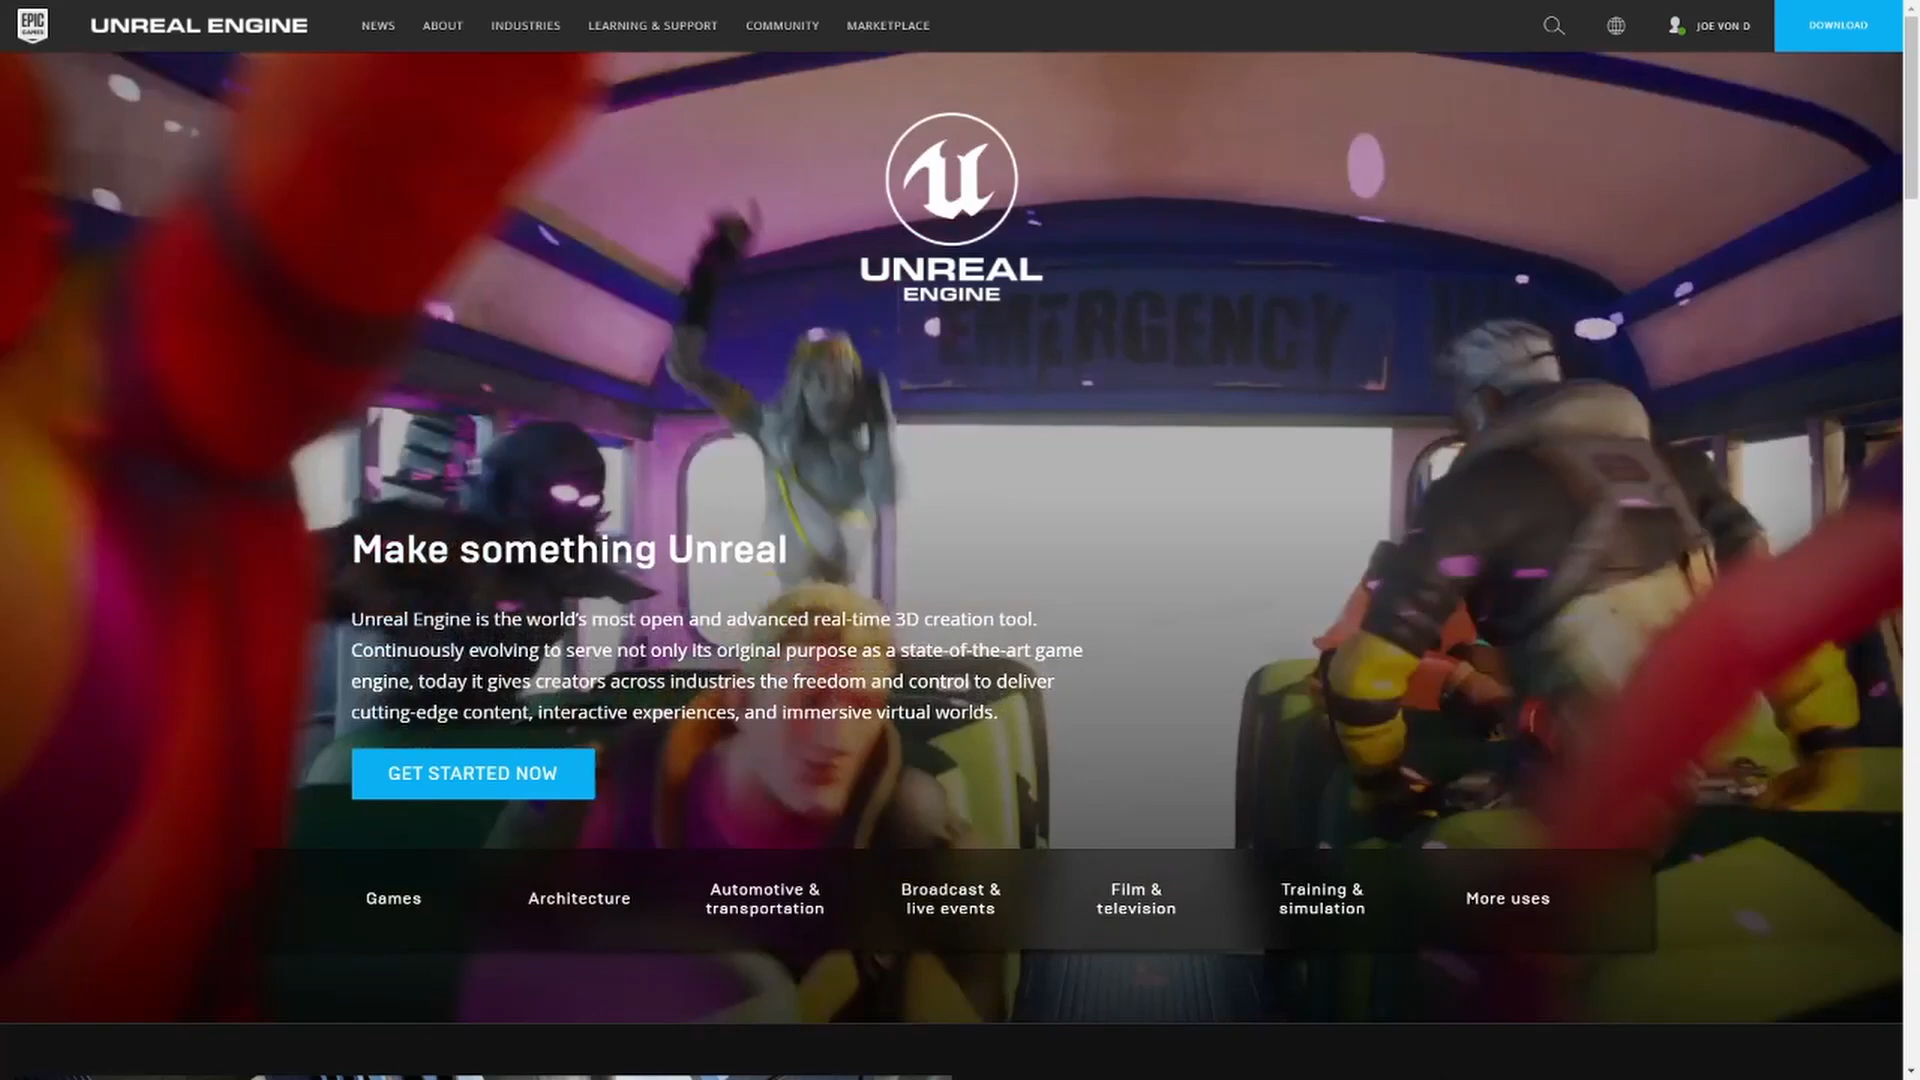 EPIC
GAMES
UNREAL ENGINE
NEWS
ABOUT
INDUSTRIES
LEARNING & SUPPORT
COMMUNITY
MARKETPLACE
JOE VON D
DOWNLOAD
UNREAL
ENGINE
EMERGENCY
Make something Unreal
Unreal Engine is the world’s most open and advanced real-time 3D creation tool.
Continuously evolving to serve not only its original purpose as a state-of-the-art game
engine, today it gives creators across industries the freedom and control to deliver
cutting-edge content, interactive experiences, and immersive virtual worlds.
GET STARTED NOW
Games
Architecture
Automotive &
transportation
Broadcast &
live events
Film &
television
Training &
simulation
More uses